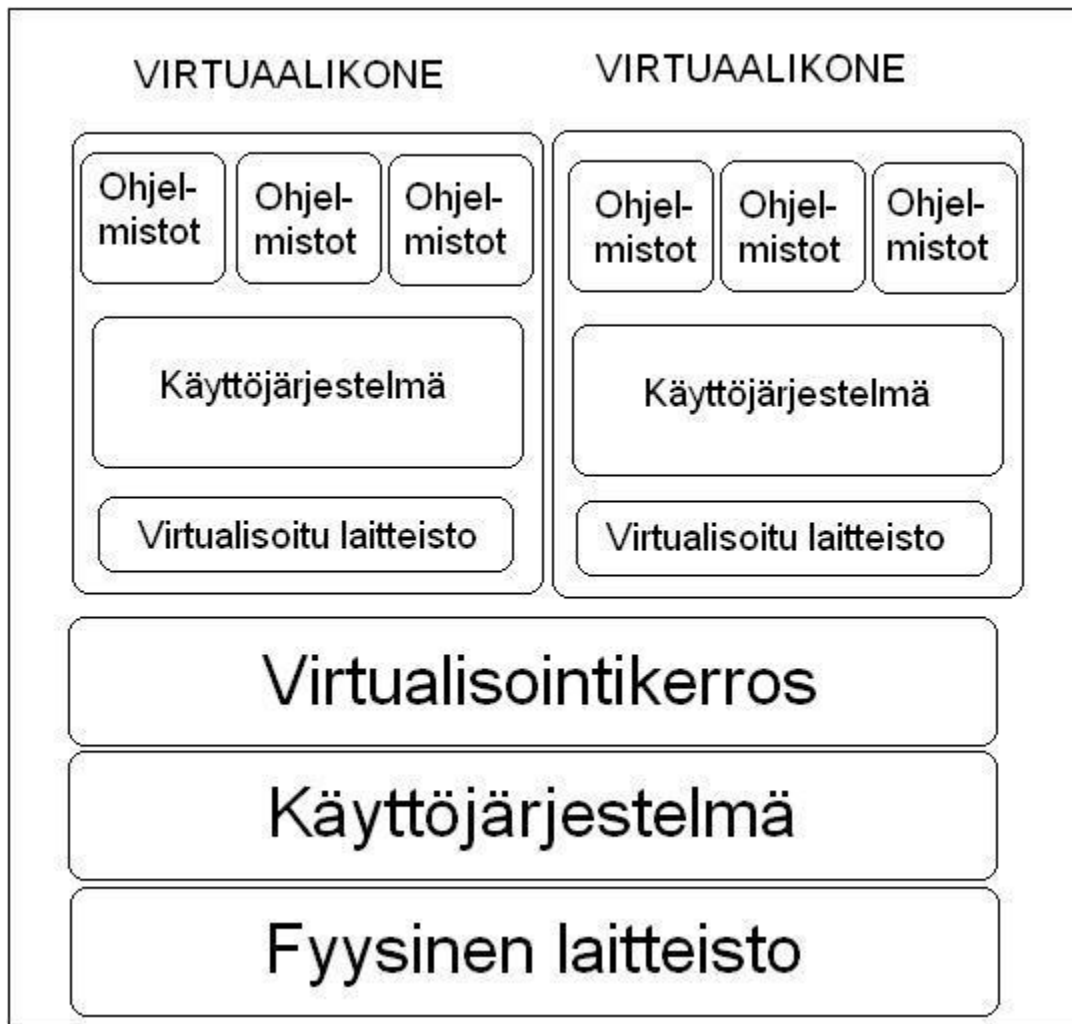 VIRTUAALIKONE
Ohjel-
mistot
Ohjel-
mistot
Ohjel-
mistot
Käyttöjärjestelmä
Virtualisoitu laitteisto
VIRTUAALIKONE
Ohjel-
mistot
Ohjel-
mistot
Ohjel-
mistot
Käyttöjärjestelmä
Virtualisoitu laitteisto
Virtualisointikerros
Käyttöjärjestelmä
Fyysinen laitteisto